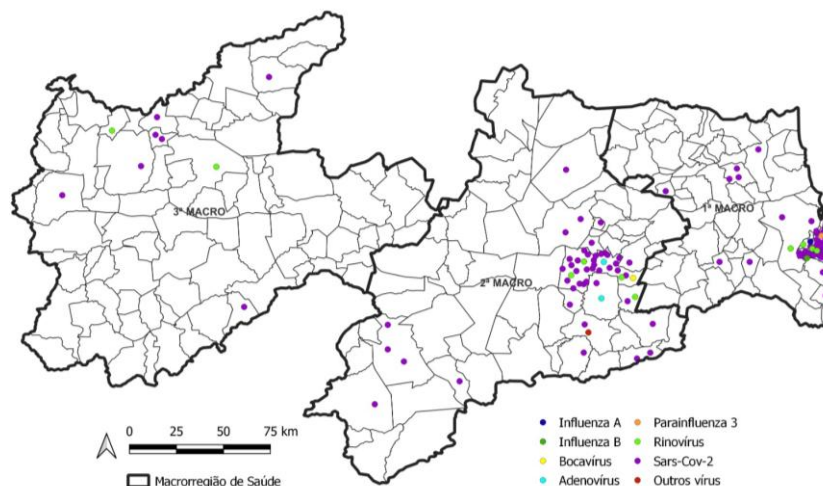 3ª MACRO
2ª MACRO
1ª MACRO
0 25 50 75 km
Macrorregião de Saúde
Influenza A
Influenza B
Bocavírus
Adenovírus
Parainfluenza 3
Rinovírus
Sars-Cov-2
Outros vírus